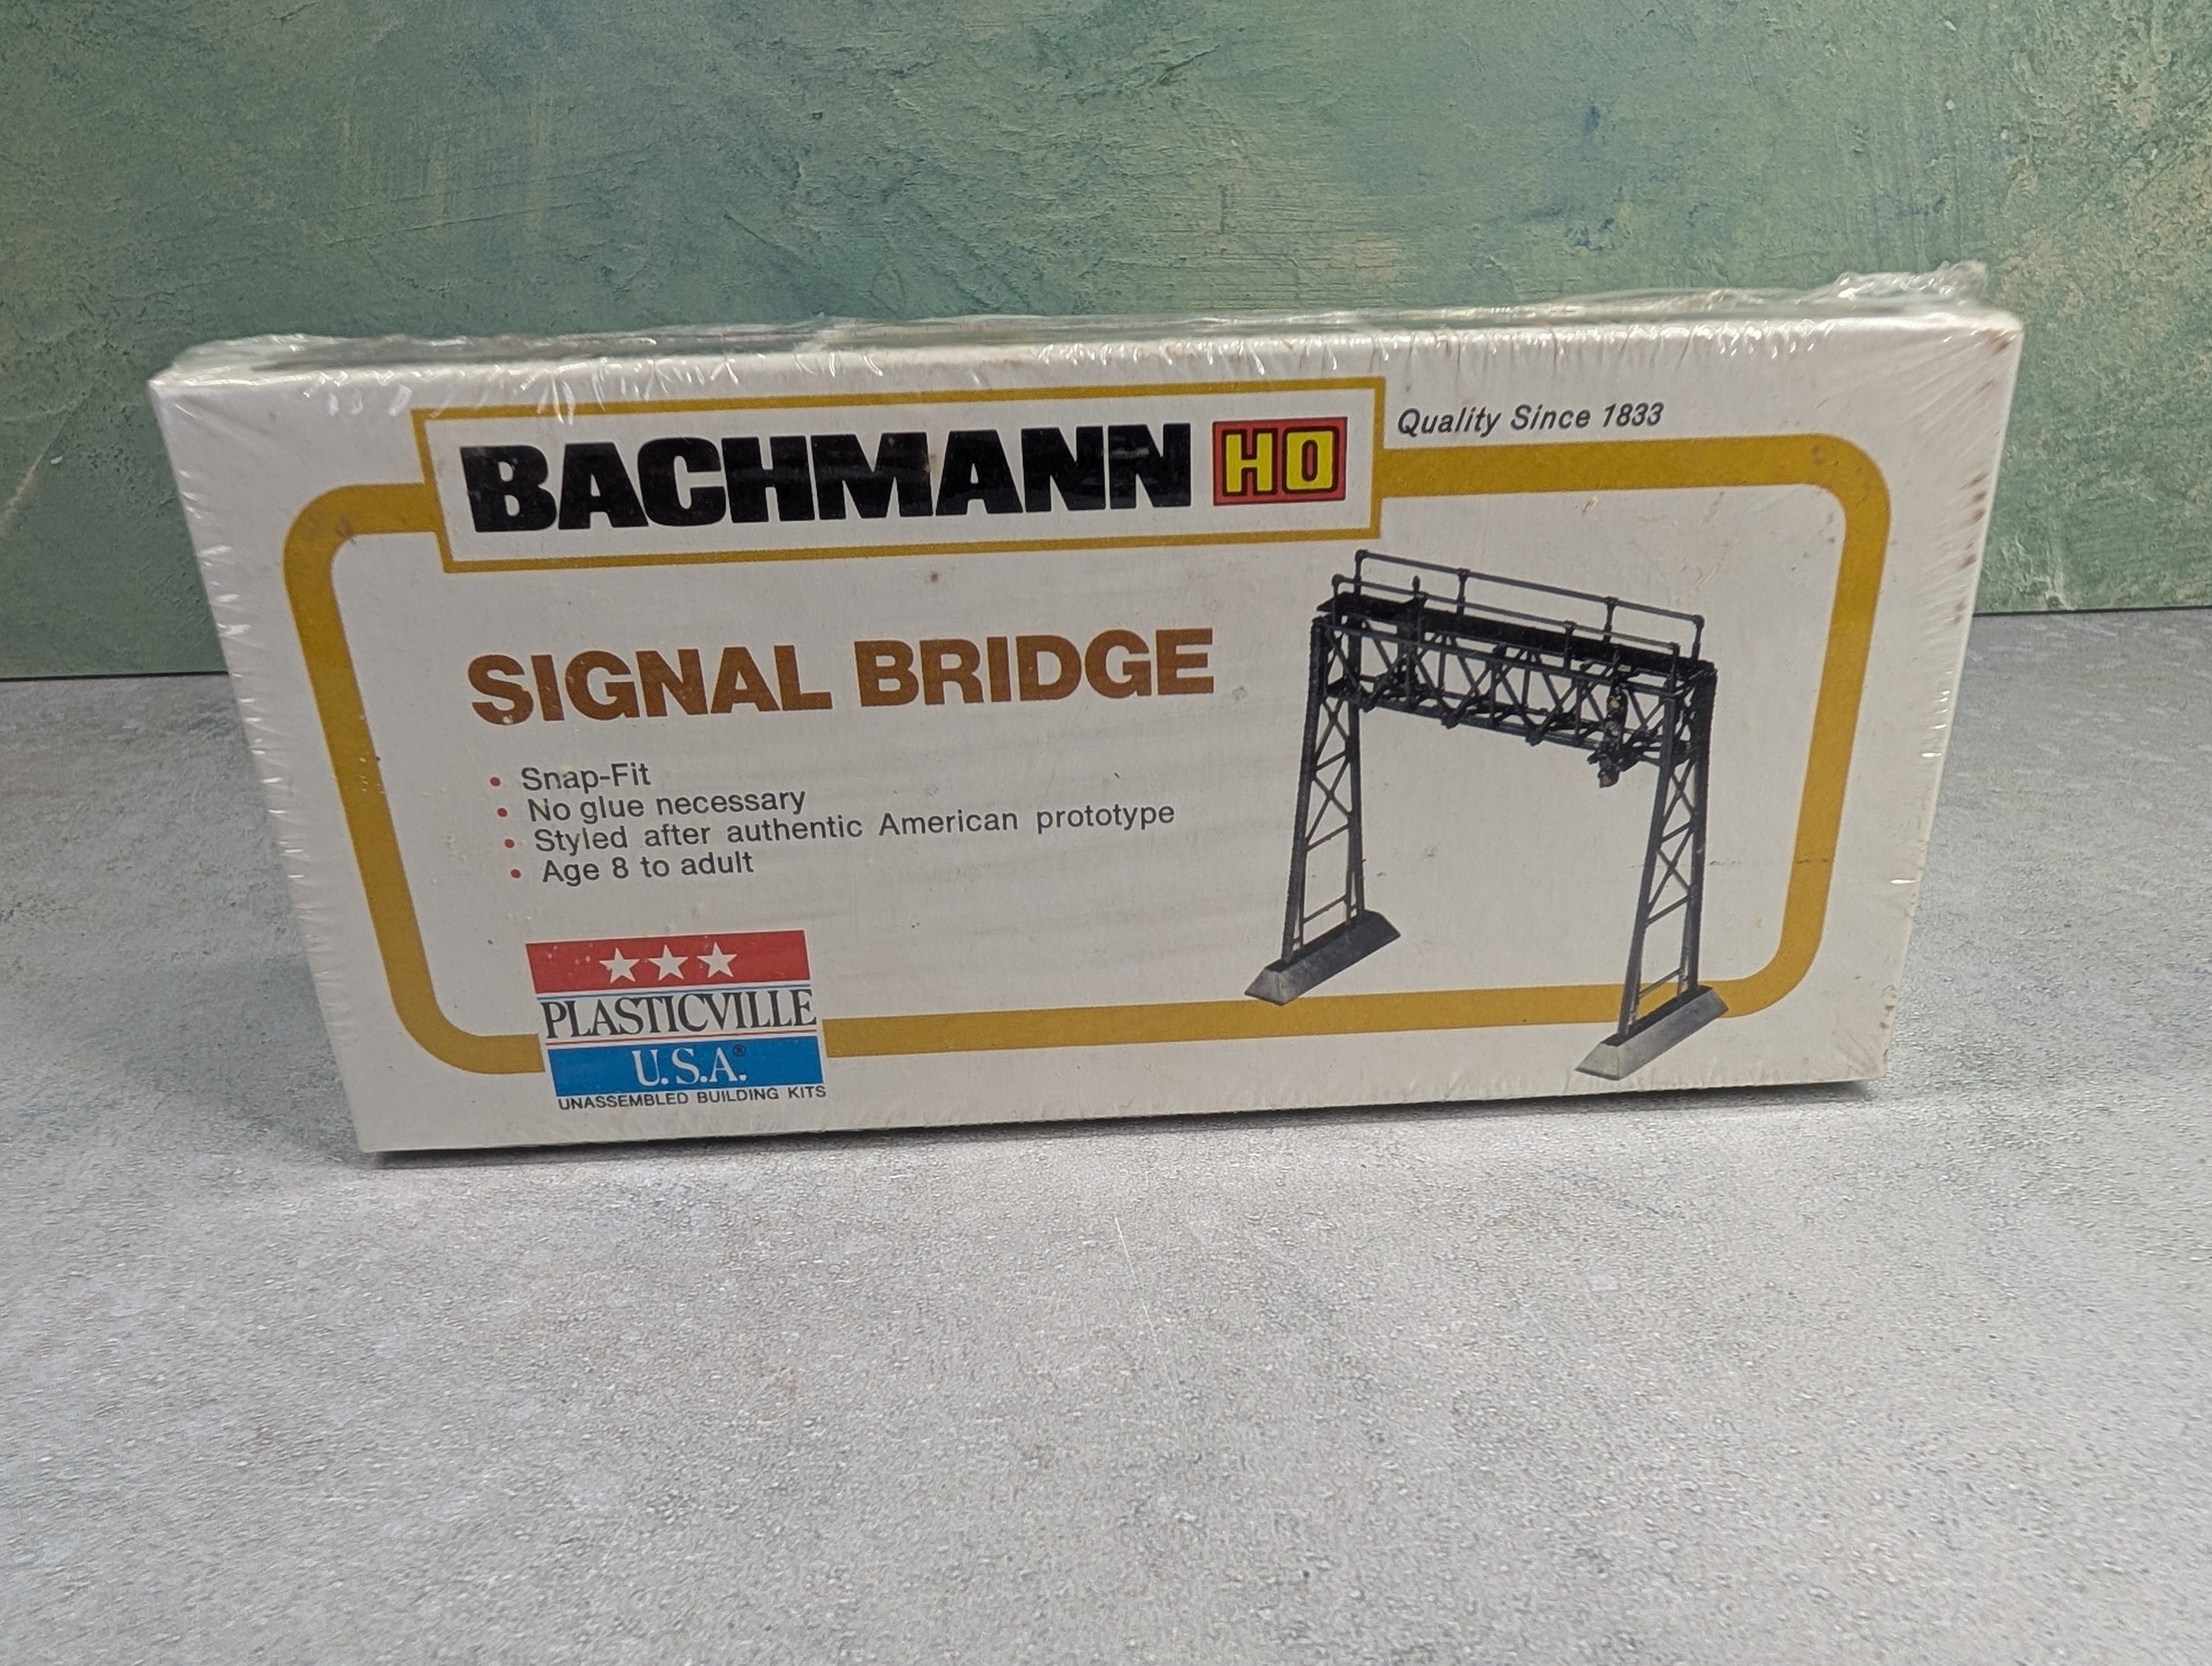 BACHMANN HO
Quality Since 1833
SIGNAL BRIDGE
• Snap-Fit
• No glue necessary
• Styled after authentic American prototype
• Age 8 to adult
PLASTICVILLE
U.S.A.®
UNASSEMBLED BUILDING KITS